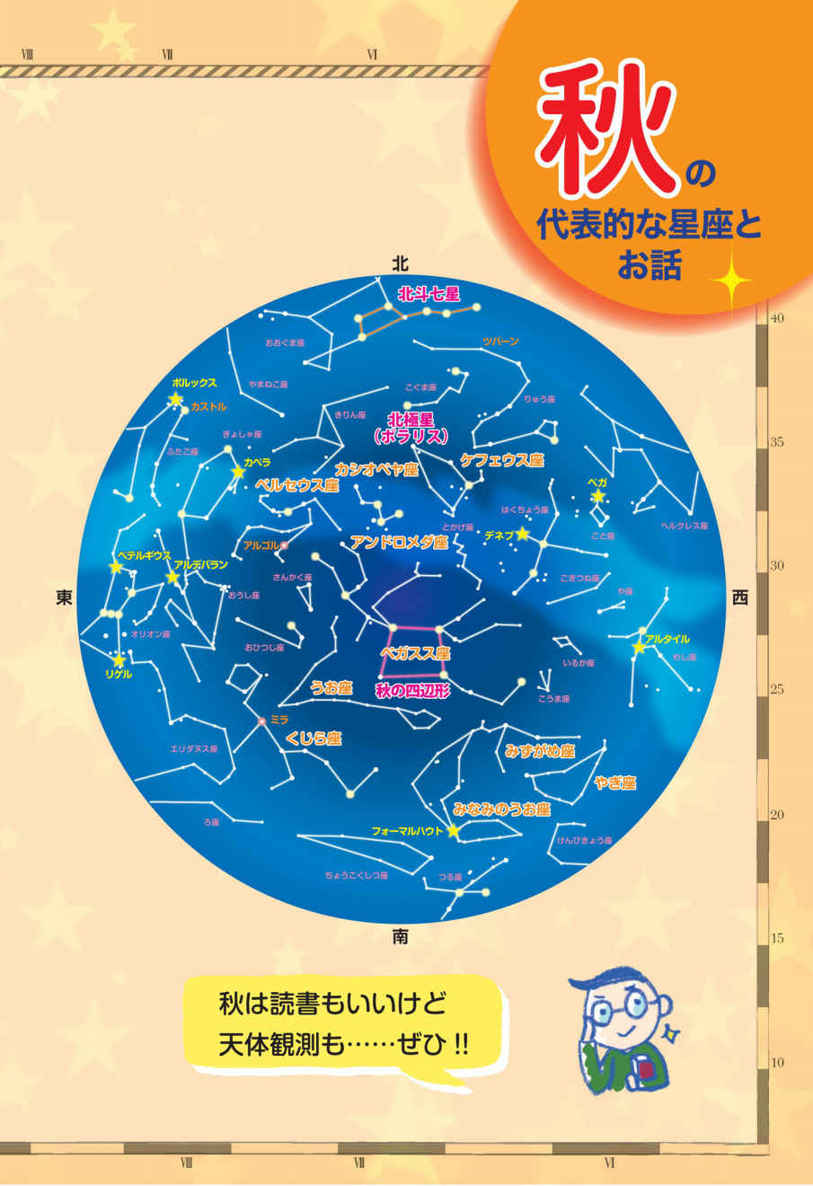 Ⅷ
Ⅶ
Ⅵ
秋の
代表的な星座と
お話
北
北斗七星
40
おおぐま座
ツバーン
ポルックス
やまねこ座
こぐま座
カストル
りゅう座
きりん座
北極星
(ポラリス)
35
ぎょしゃ座
ふたご座
カペラ
カシオペヤ座
ケフェウス座
ペルセウス座
ベガ
はくちょう座
ヘルクレス座
とかげ座
デネブ
こと座
アルゴル
アンドロメダ座
ベテルギウス
アルデバラン
30
さんかく座
こぎつね座
東
おうし座
や座
西
オリオン座
アルタイル
おひつじ座
ペガスス座
わし座
いるか座
リゲル
うお座
秋の四辺形
こうま座
25
ミラ
くじら座
エリダヌス座
みずがめ座
やぎ座
みなみのうお座
20
ろ座
フォーマルハウト
けんびきょう座
ちょうこくしつ座
つる座
南
15
秋は読書もいいけど
天体観測も……ぜひ!!
10
Ⅷ
Ⅶ
Ⅵ